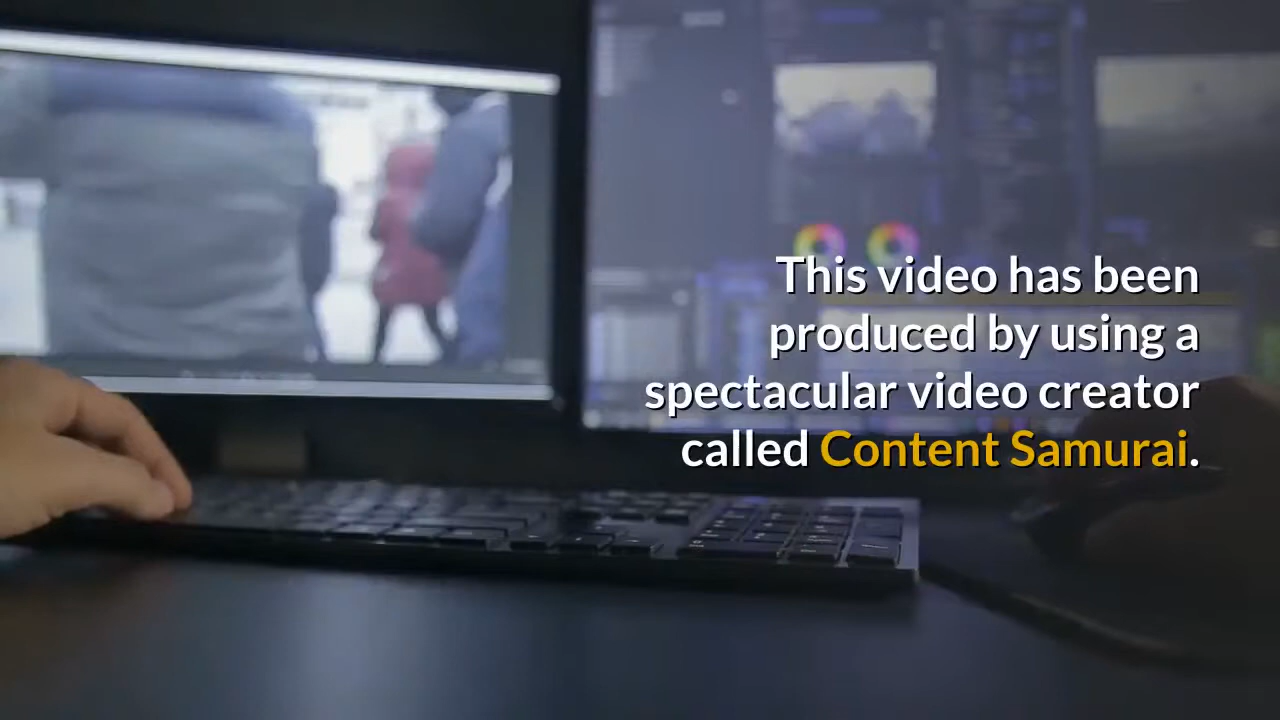 This video has been
produced by using a
spectacular video creator
called Content Samurai.